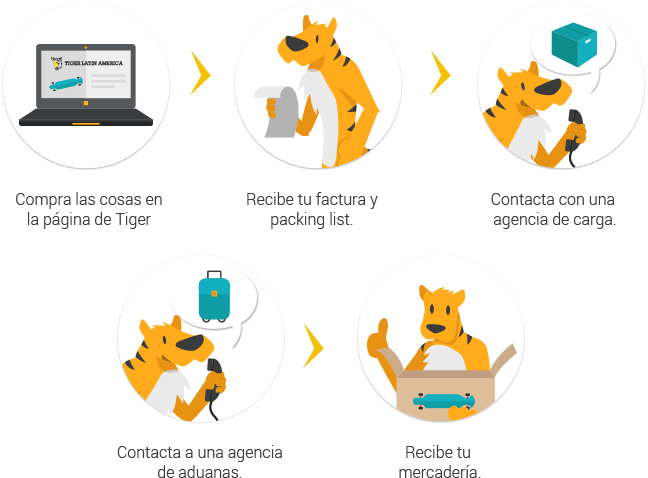 TIGER LATIN AMERICA
Compra las cosas en
la página de Tiger
Recibe tu factura y
packing list.
Contacta con una
agencia de carga.
Contacta a una agencia
de aduanas.
Recibe tu
mercadería.